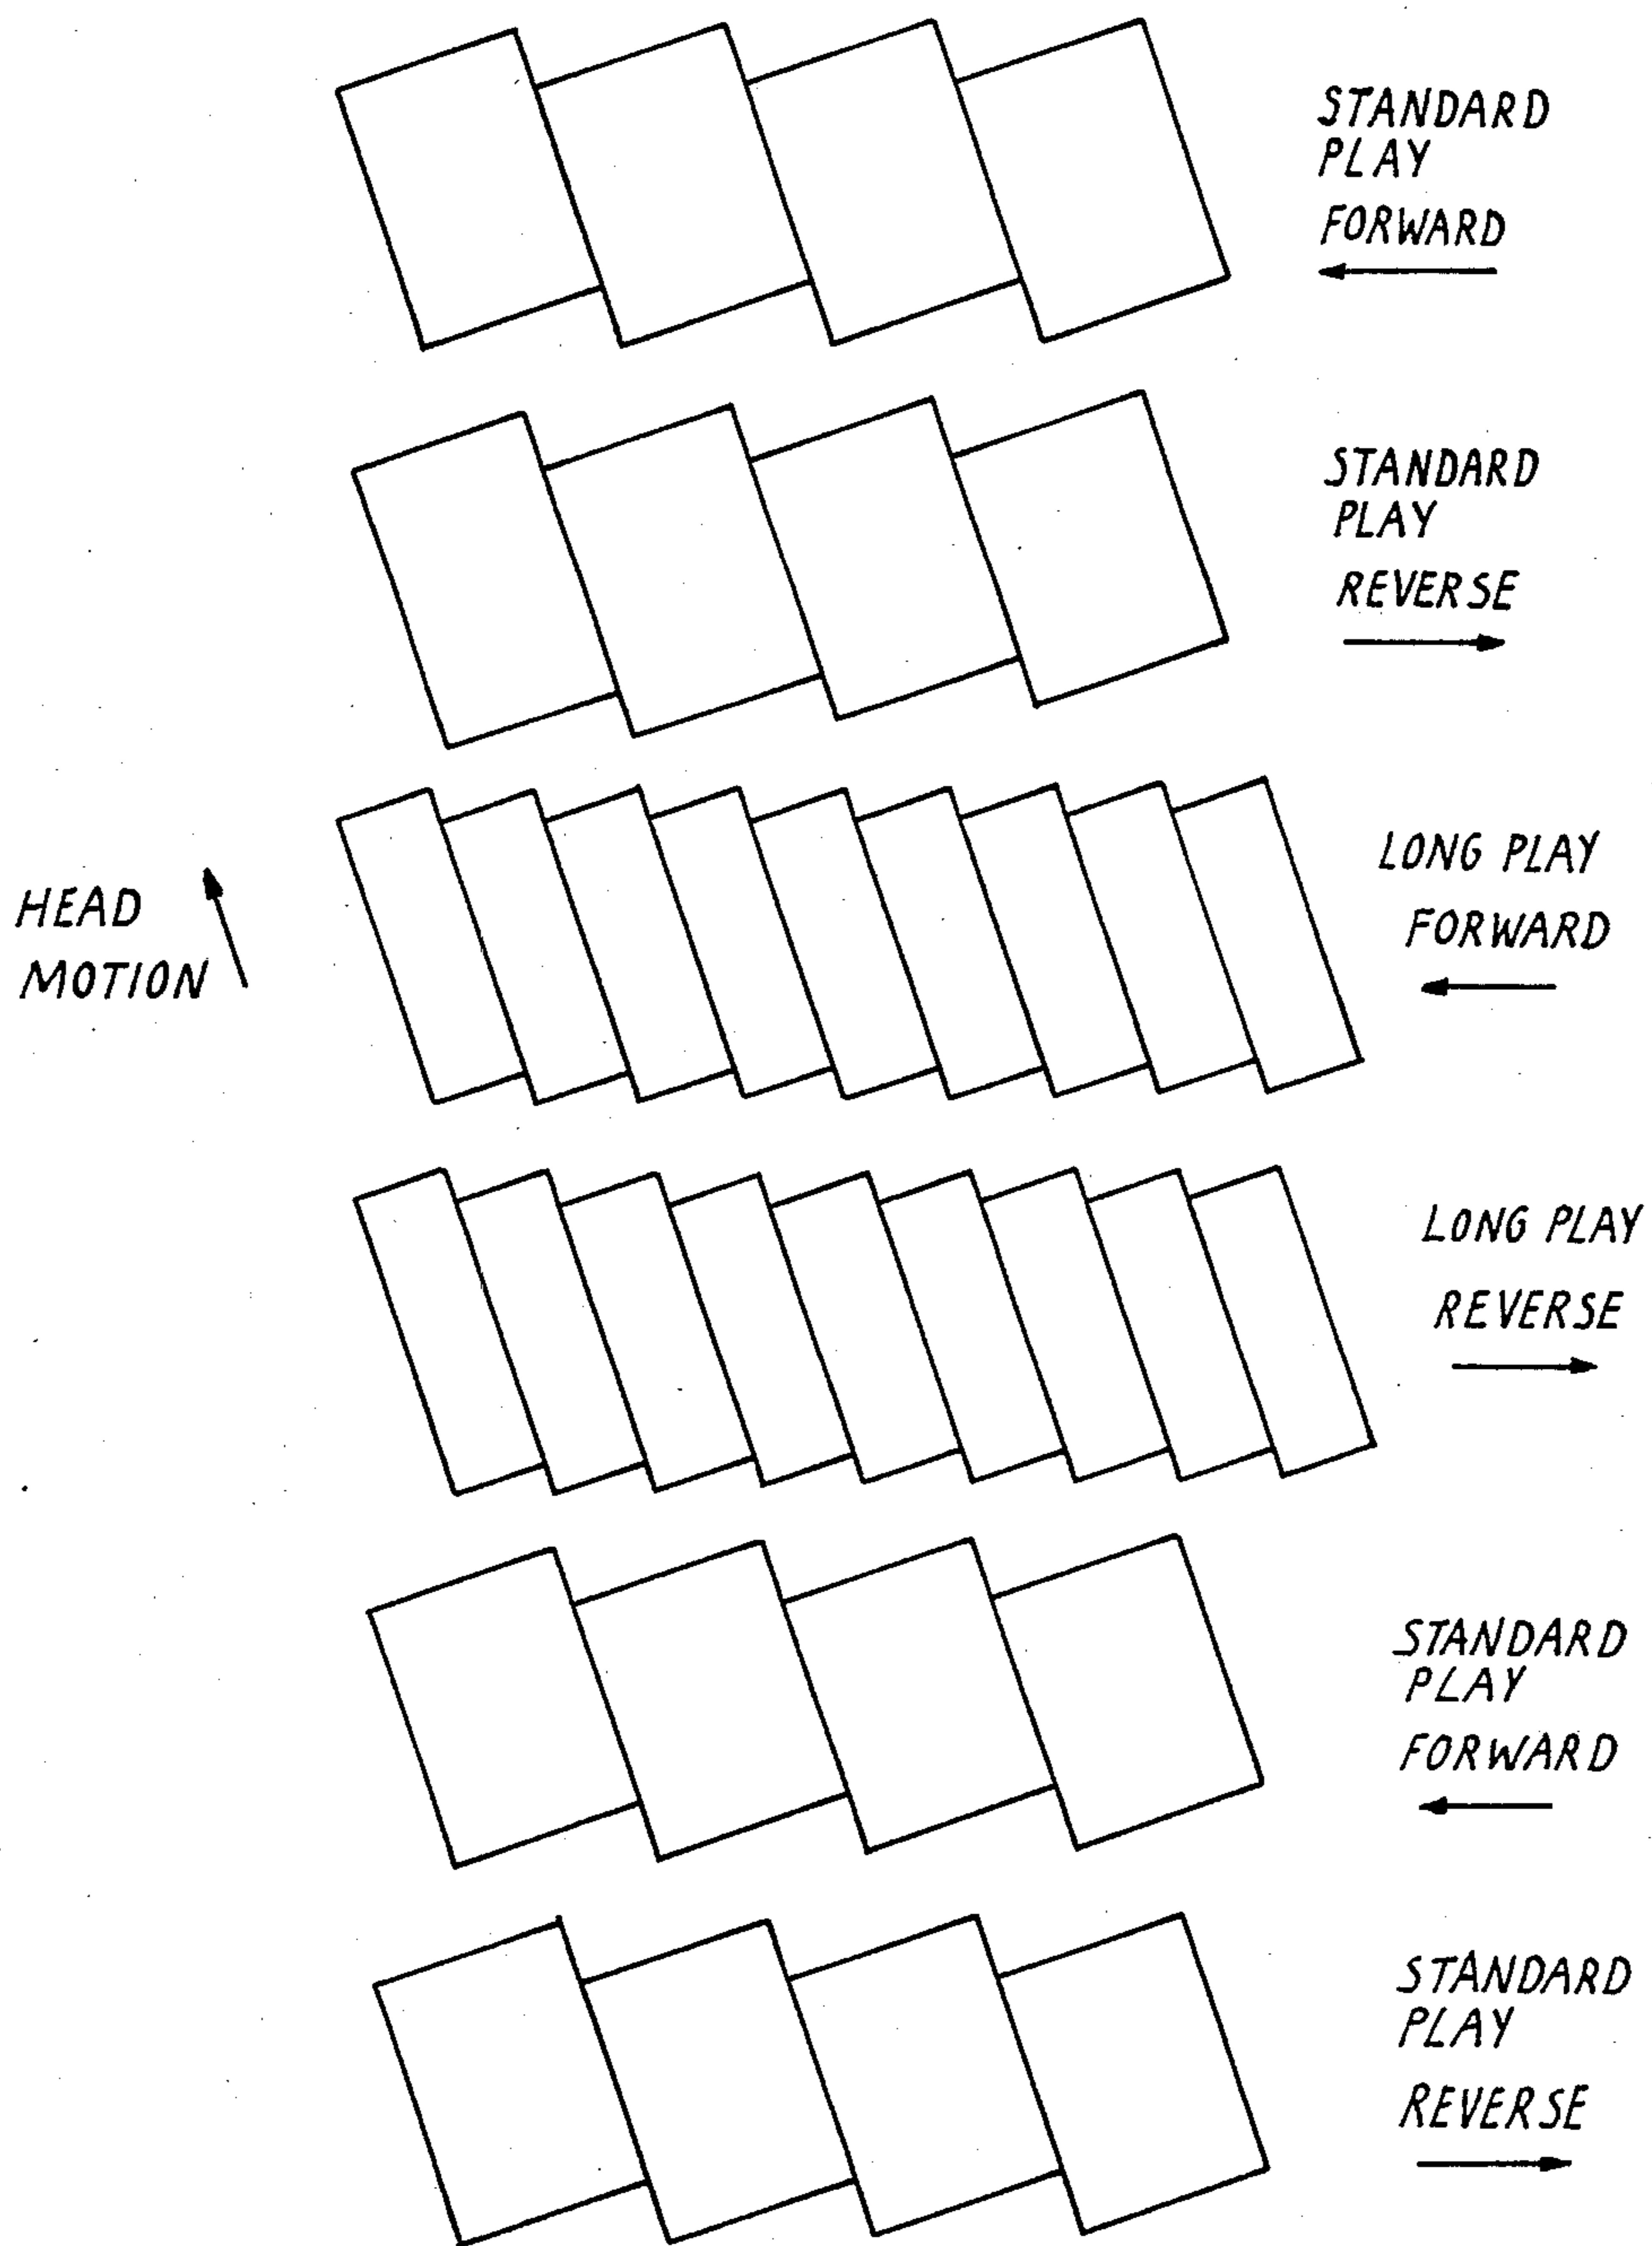 STANDARD
PLAY
FORWARD
STANDARD
PLAY
REVERSE
HEAD
MOTION
LONG PLAY
FORWARD
LONG PLAY
REVERSE
STANDARD
PLAY
FORWARD
STANDARD
PLAY
REVERSE